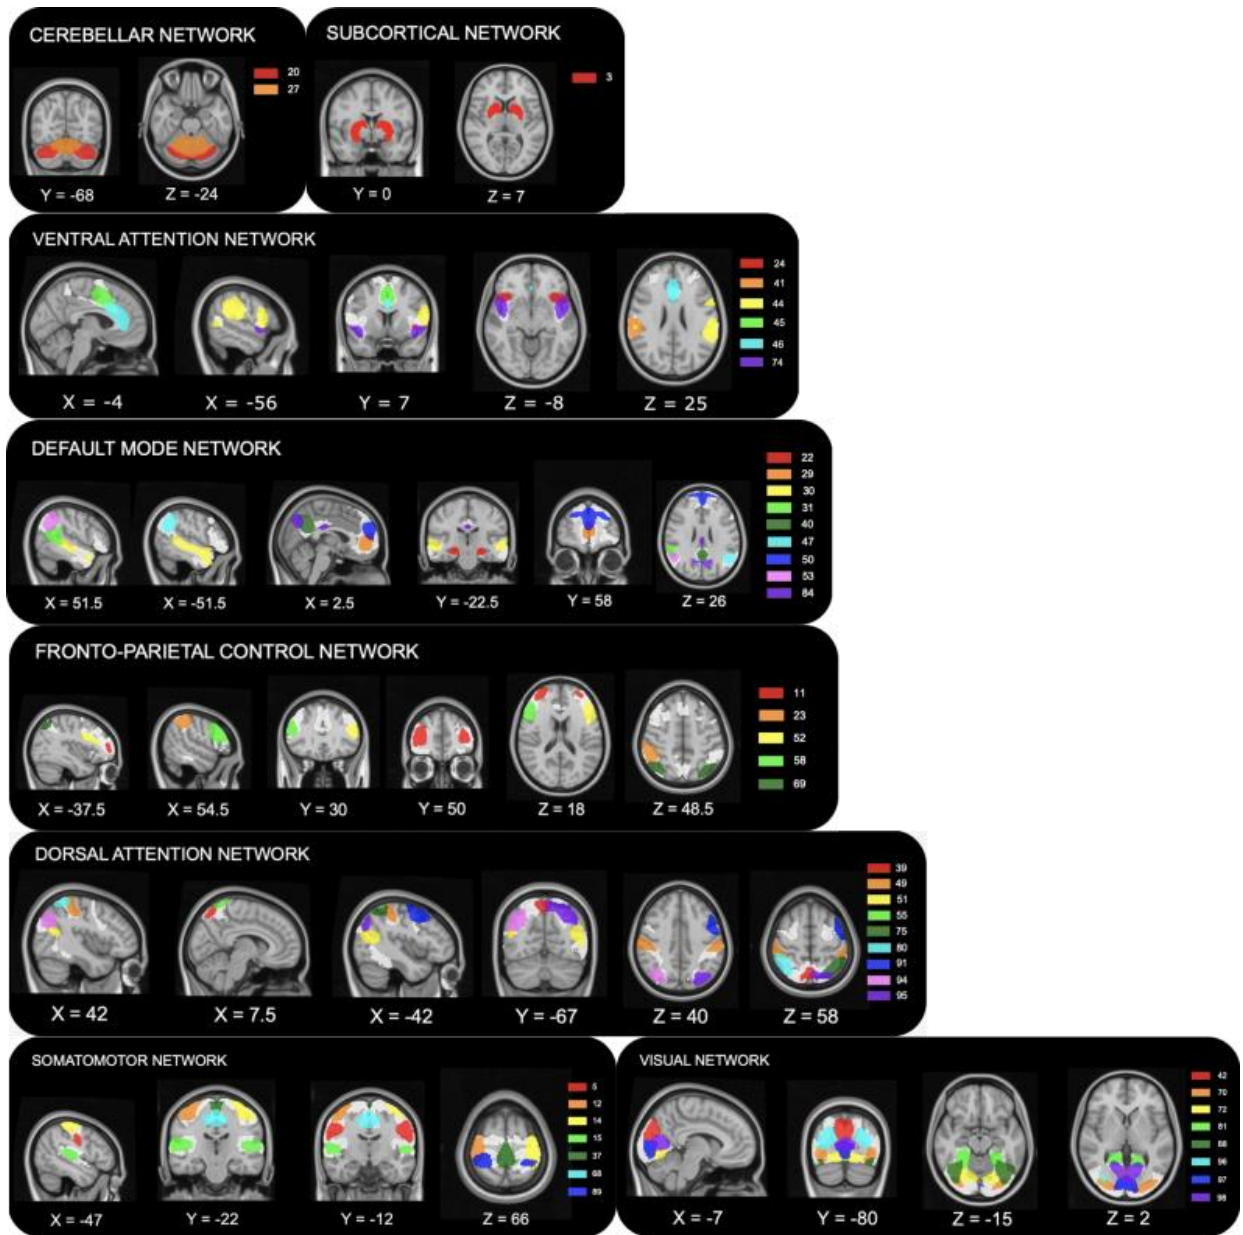 CEREBELLAR NETWORK
20
27
Y = -68
Z = -24
SUBCORTICAL NETWORK
3
Y = 0
Z = 7
VENTRAL ATTENTION NETWORK
24
41
44
45
46
74
X = -4
X = -56
Y = 7
Z = -8
Z = 25
DEFAULT MODE NETWORK
22
29
30
31
40
47
50
53
84
X = 51.5
X = -51.5
X = 2.5
Y = -22.5
Y = 58
Z = 26
FRONTO-PARIETAL CONTROL NETWORK
11
23
52
58
69
X = -37.5
X = 54.5
Y = 30
Y = 50
Z = 18
Z = 48.5
DORSAL ATTENTION NETWORK
39
49
51
55
75
80
91
94
95
X = 42
X = 7.5
X = -42
Y = -67
Z = 40
Z = 58
SOMATOMOTOR NETWORK
5
12
14
15
37
68
89
X = -47
Y = -22
Y = -12
Z = 66
VISUAL NETWORK
42
70
72
81
88
96
97
98
X = -7
Y = -80
Z = -15
Z = 2